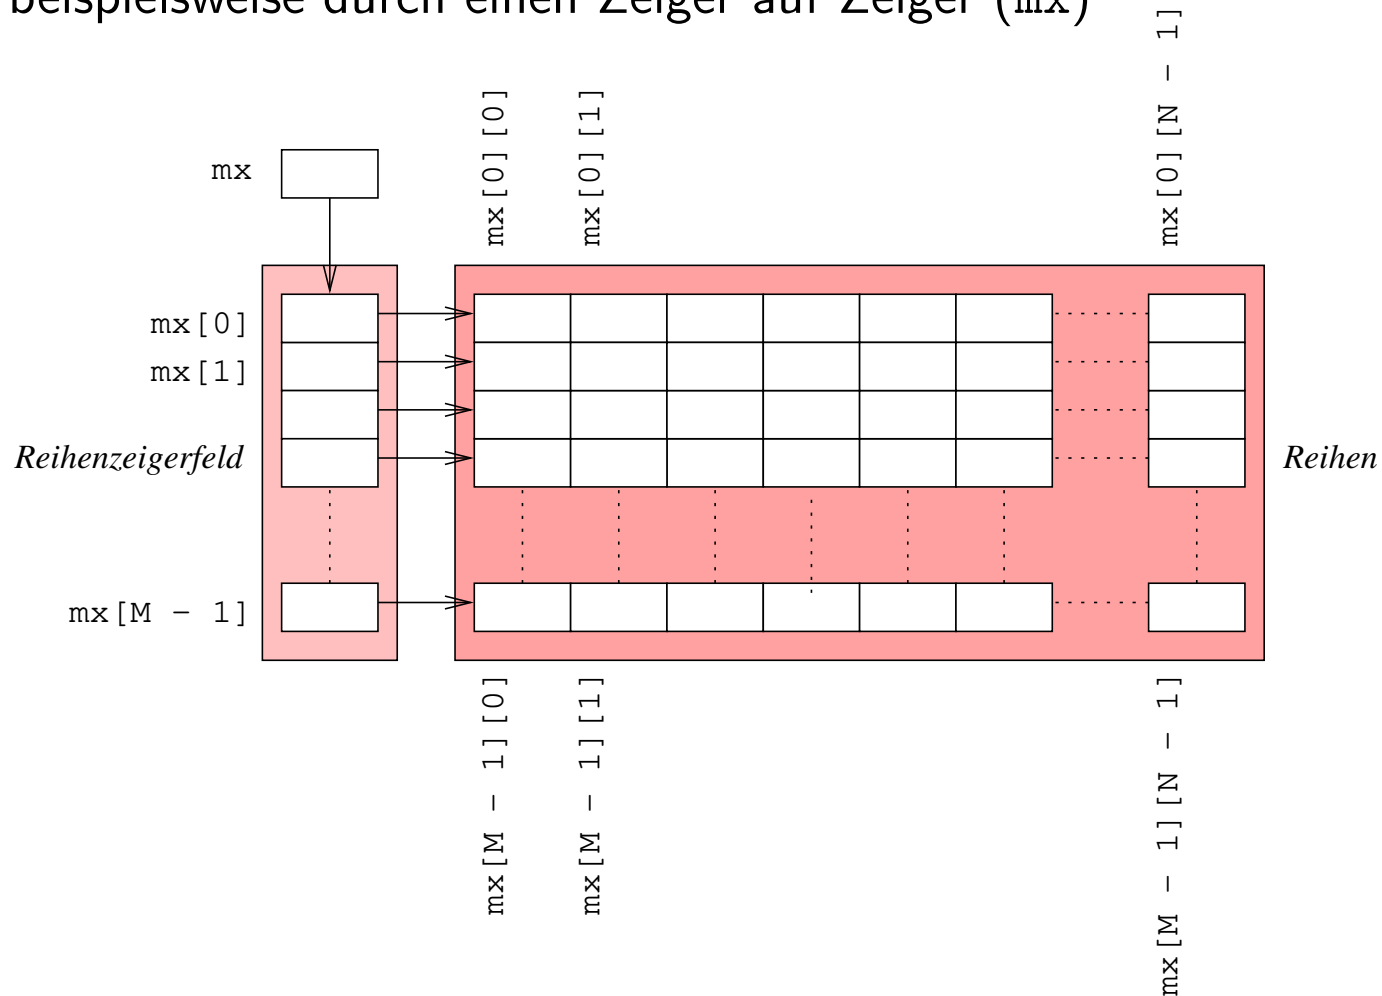 beispielsweise durch einen Zeiger auf Zeiger (mx)
mx[0][0]
mx[0][1]
mx[0][N - 1]
mx
mx[0]
mx[1]
Reihenzeigerfeld
Reihen
mx[M - 1]
mx[M - 1][0]
mx[M - 1][1]
mx[M - 1][N - 1]